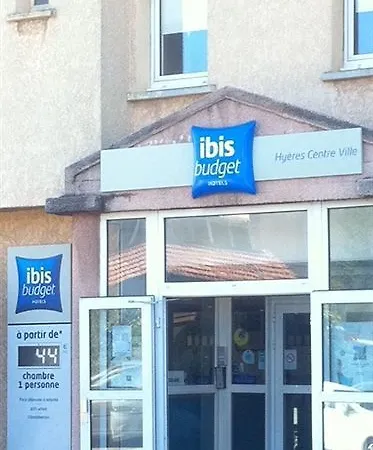 ibis
budget
HOTELS
Hyères Centre Ville
ibis
budget
HOTELS
à partir de*
44 €
chambre
1 personne